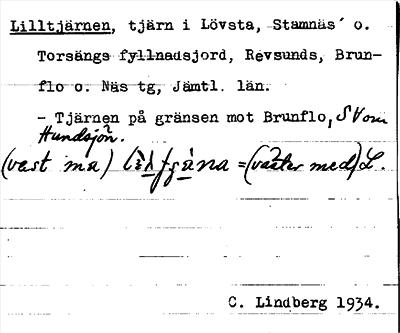 Lilltjärnen, tjärn i Lövsta, Stamnäs´ o.
Torsängs fyllnadsjord, Revsunds, Brun-
flo o. Näs tg, Jämtl. län.
- Tjärnen på gränsen mot Brunflo, SV om
Hundsjön.
(väst ma) = (väster med) L.
C. Lindberg 1934.